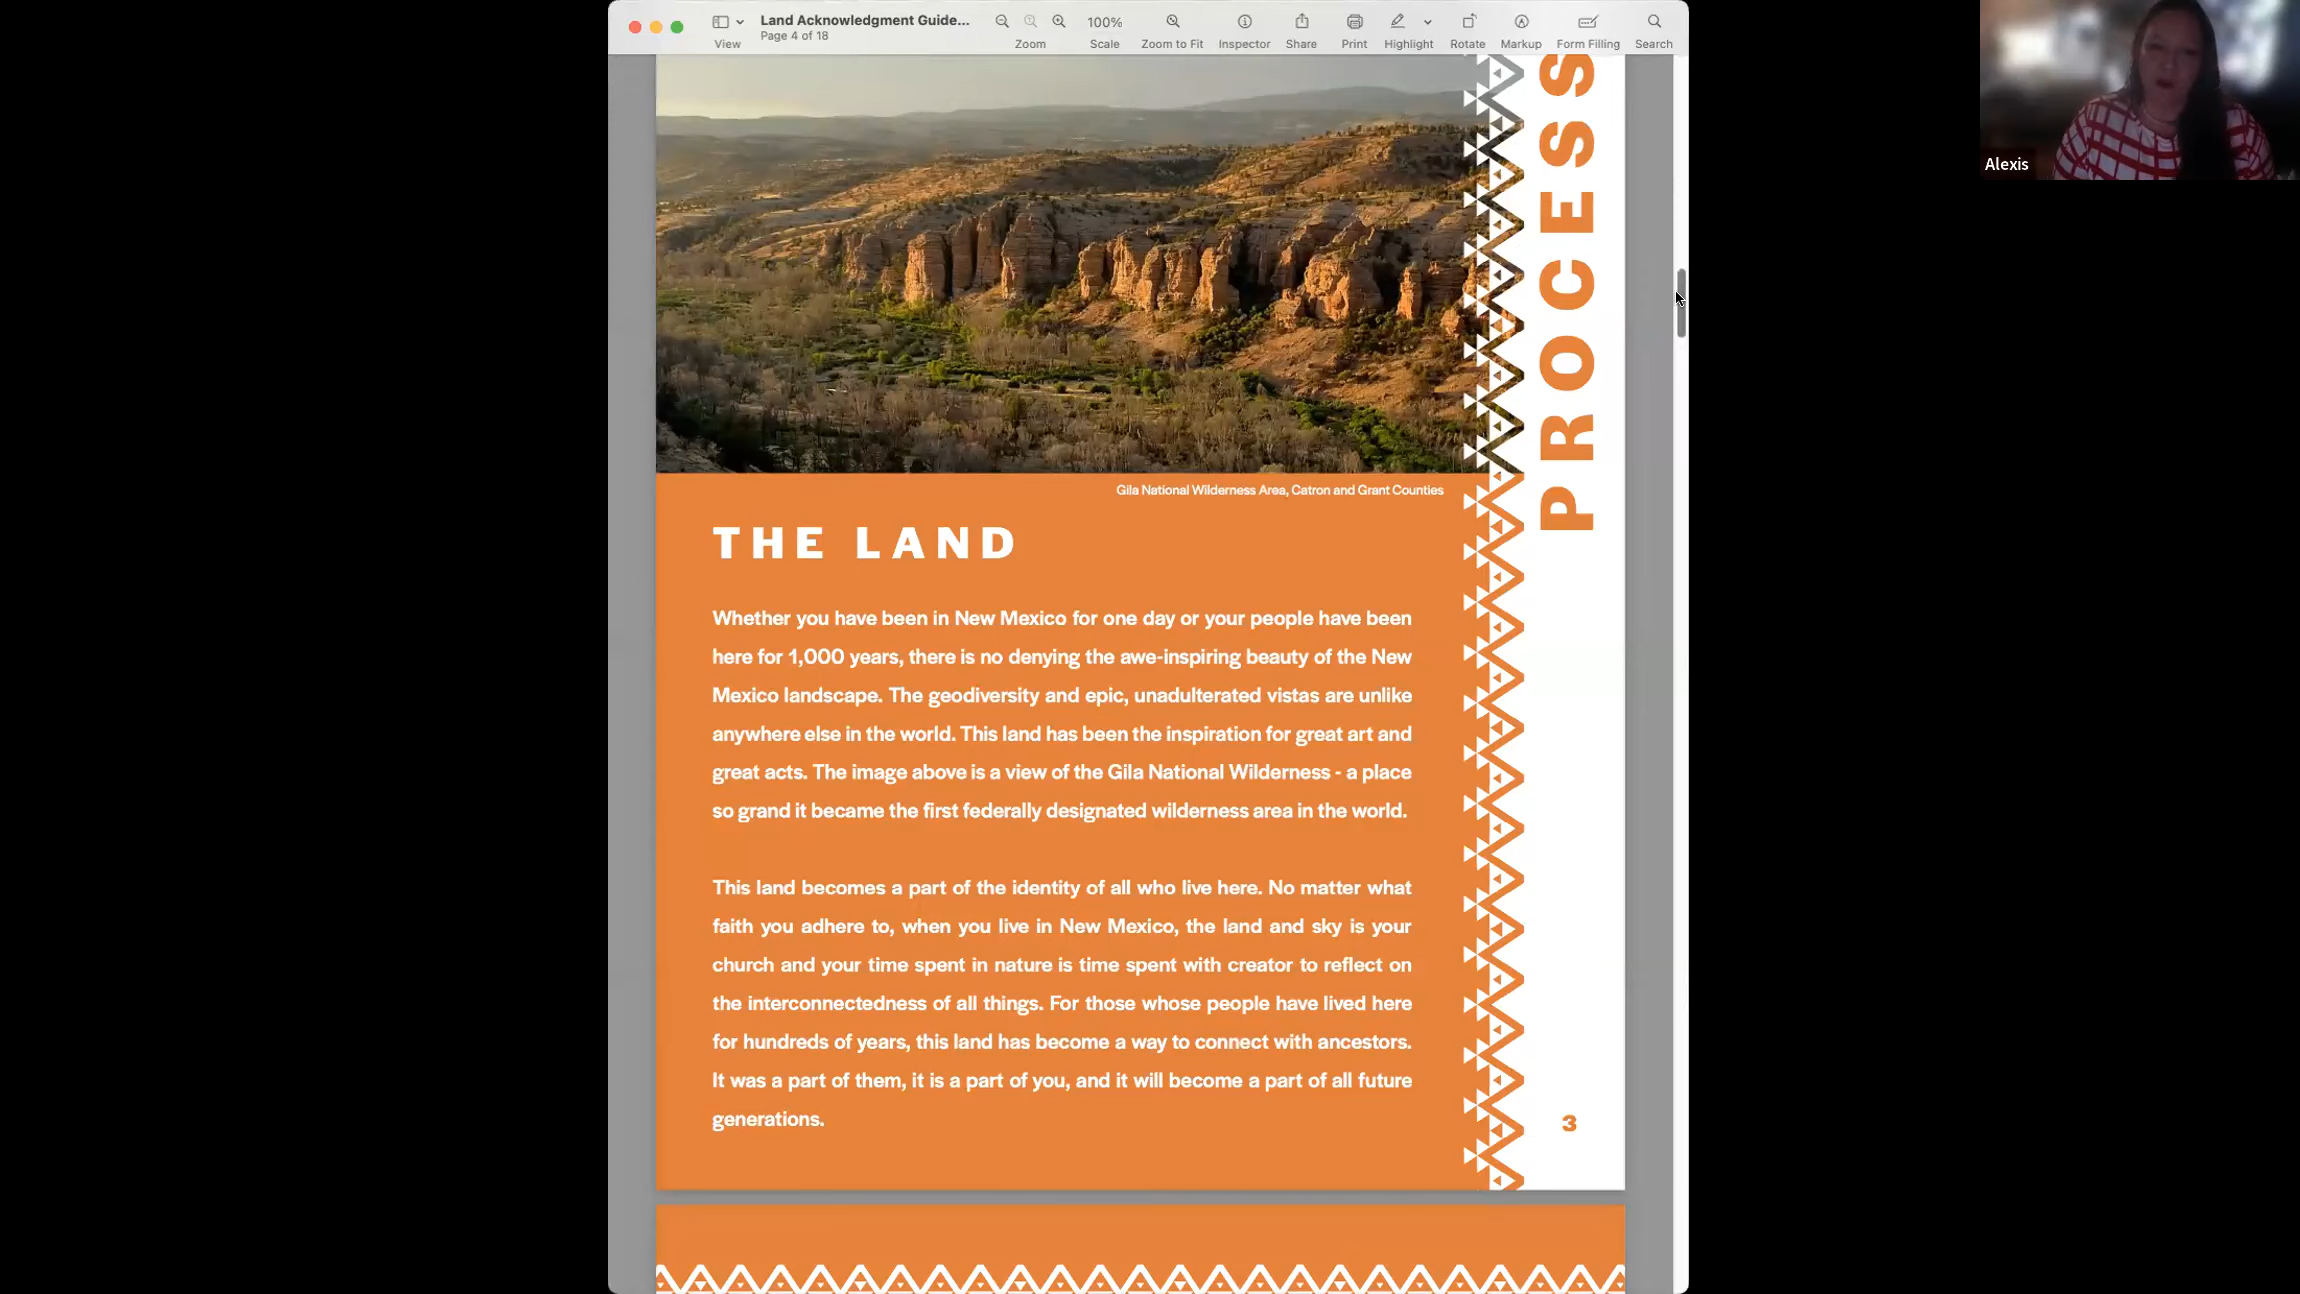 Land Acknowledgment Guide...
Page 4 of 18
View
Zoom
100%
Scale
Zoom to Fit
Inspector
Share
Print
Highlight
Rotate
Markup
Form Filling
Search
Alexis
PROCESS
Gila National Wilderness Area, Catron and Grant Counties
THE LAND
Whether you have been in New Mexico for one day or your people have been
here for 1,000 years, there is no denying the awe-inspiring beauty of the New
Mexico landscape. The geodiversity and epic, unadulterated vistas are unlike
anywhere else in the world. This land has been the inspiration for great art and
great acts. The image above is a view of the Gila National Wilderness - a place
so grand it became the first federally designated wilderness area in the world.
This land becomes a part of the identity of all who live here. No matter what
faith you adhere to, when you live in New Mexico, the land and sky is your
church and your time spent in nature is time spent with creator to reflect on
the interconnectedness of all things. For those whose people have lived here
for hundreds of years, this land has become a way to connect with ancestors.
It was a part of them, it is a part of you, and it will become a part of all future
generations.
3